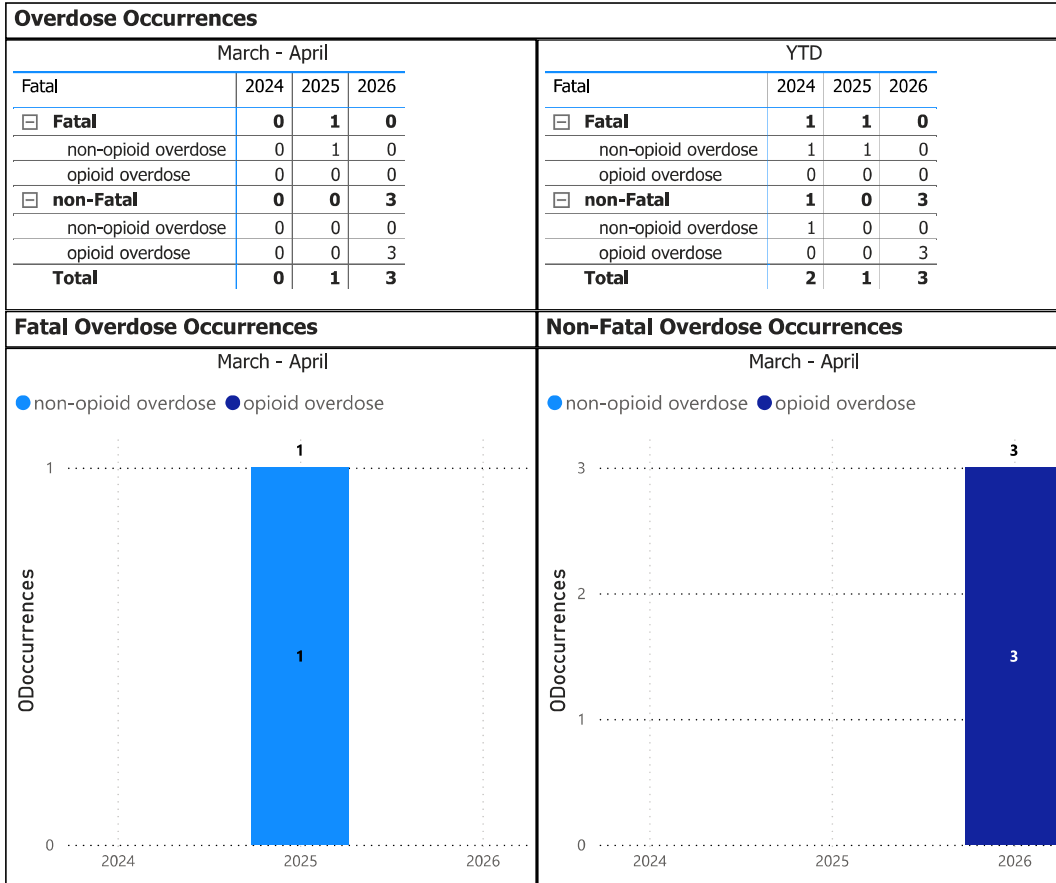 Overdose Occurrences
March - April
Fatal 2024 2025 2026
Fatal 0 1 0
non-opioid overdose 0 1 0
opioid overdose 0 0 0
non-Fatal 0 0 3
non-opioid overdose 0 0 0
opioid overdose 0 0 3
Total 0 1 3
YTD
Fatal 2024 2025 2026
Fatal 1 1 0
non-opioid overdose 1 1 0
opioid overdose 0 0 0
non-Fatal 1 0 3
non-opioid overdose 1 0 0
opioid overdose 0 0 3
Total 2 1 3
Fatal Overdose Occurrences
March - April
non-opioid overdose opioid overdose
1
1
ODoccurrences
1
0
2024 2025 2026
Non-Fatal Overdose Occurrences
March - April
non-opioid overdose opioid overdose
3
3
2
ODoccurrences
3
1
0
2024 2025 2026